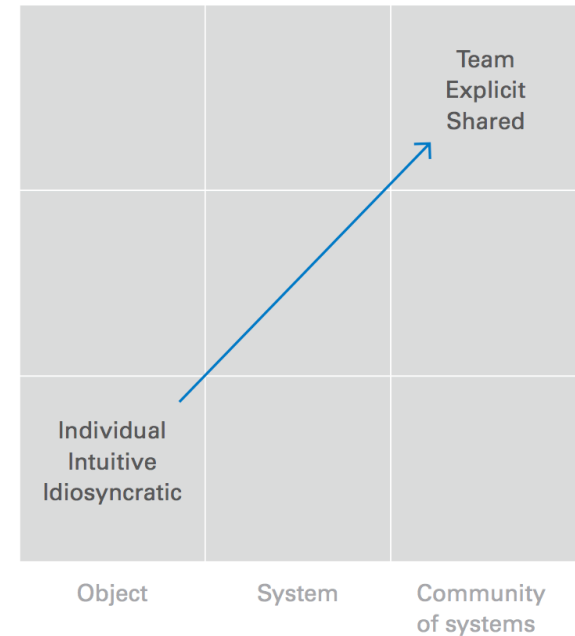 Team
Explicit
Shared
Individual
Intuitive
Idiosyncratic
Object
System
Community
of systems